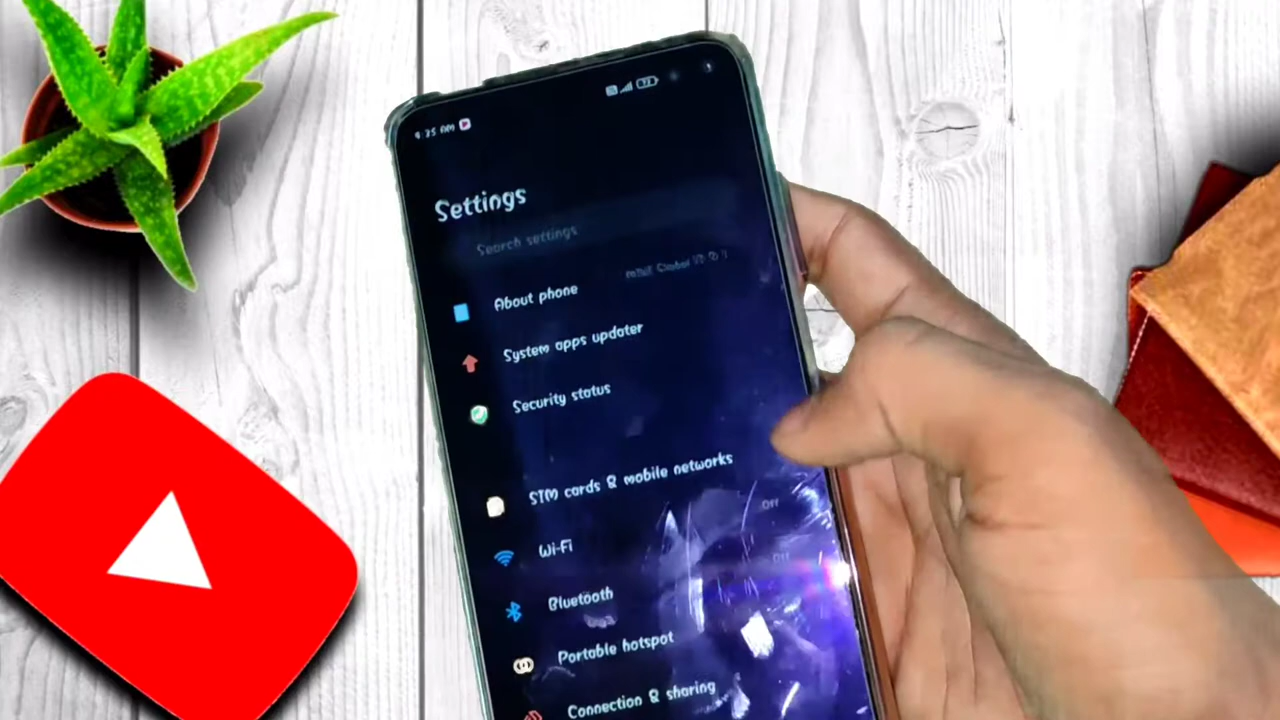 Settings
Search settings
About phone
System apps updater
Security status
SIM cards & mobile networks
Off
Wi-Fi
Off
Bluetooth
Portable hotspot
Connection & sharing